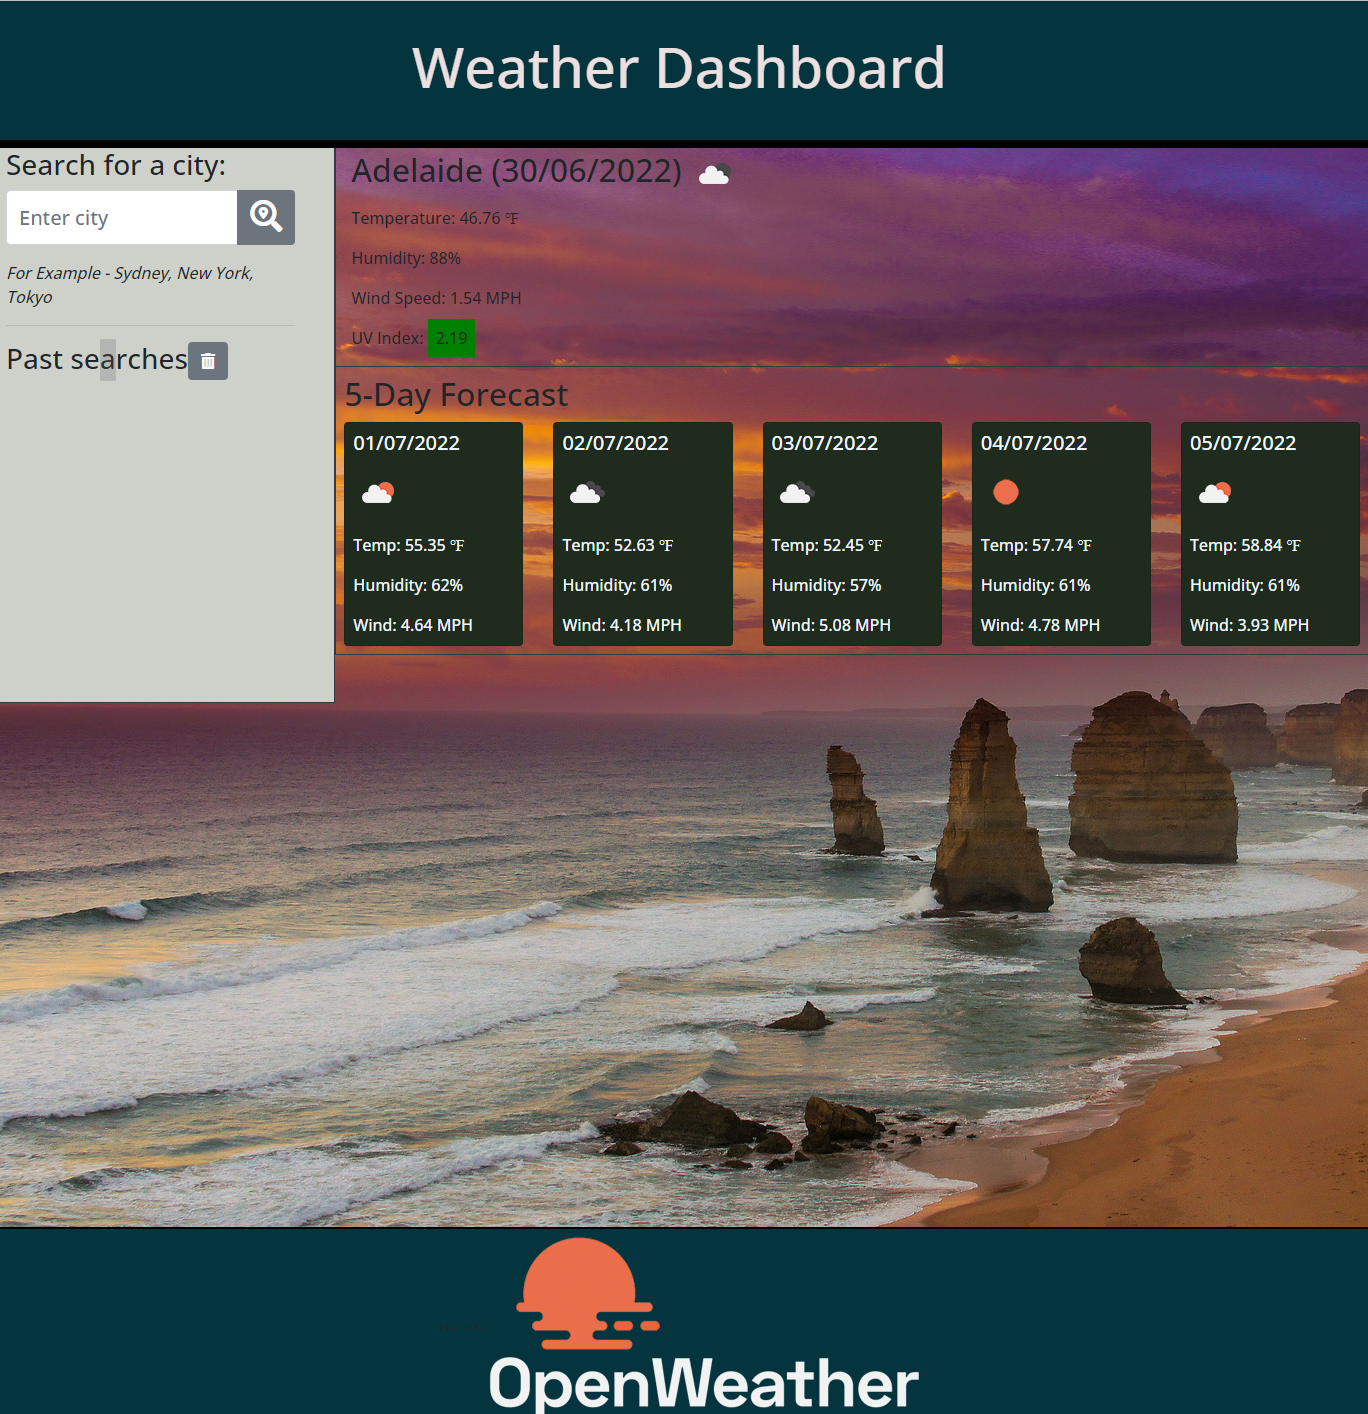 Weather Dashboard
Search for a city:
Enter city
For Example - Sydney, New York,
Tokyo
Past searches
Adelaide (30/06/2022)
Temperature: 46.76 °F
Humidity: 88%
Wind Speed: 1.54 MPH
UV Index: 2.19
5-Day Forecast
01/07/2022
Temp: 55.35 °F
Humidity: 62%
Wind: 4.64 MPH
02/07/2022
Temp: 52.63 °F
Humidity: 61%
Wind: 4.18 MPH
03/07/2022
Temp: 52.45 °F
Humidity: 57%
Wind: 5.08 MPH
04/07/2022
Temp: 57.74 °F
Humidity: 61%
Wind: 4.78 MPH
05/07/2022
Temp: 58.84 °F
Humidity: 61%
Wind: 3.93 MPH
OpenWeather